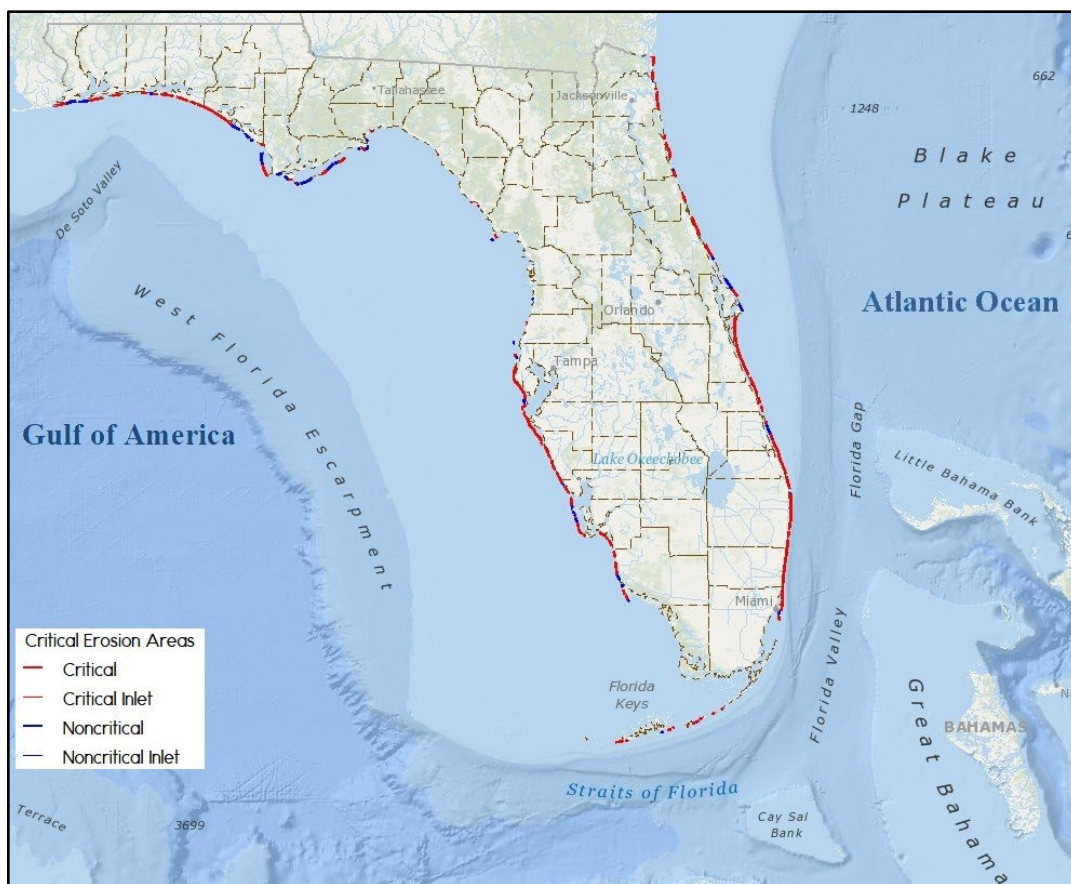 662
Tallahassee
Jacksonville
1248
Blake
Plateau
De Soto Valley
West Florida Escarpment
Orlando
Atlantic Ocean
Tampa
Gulf of America
Lake Okeechobee
Florida Gap
Little Bahama Bank
Miami
Critical Erosion Areas
Critical
Critical Inlet
Noncritical
Noncritical Inlet
Florida
Keys
Florida Valley
Great Bahama
BAHAMAS
Straits of Florida
Cay Sal
Bank
Terrace
3699